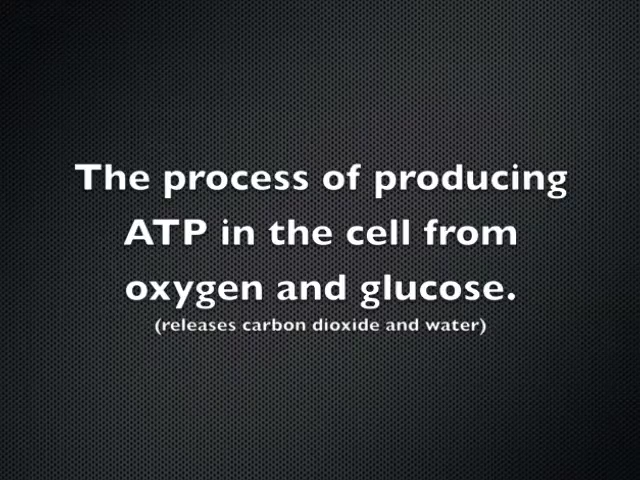 The process of producing
ATP in the cell from
oxygen and glucose.
(releases carbon dioxide and water)